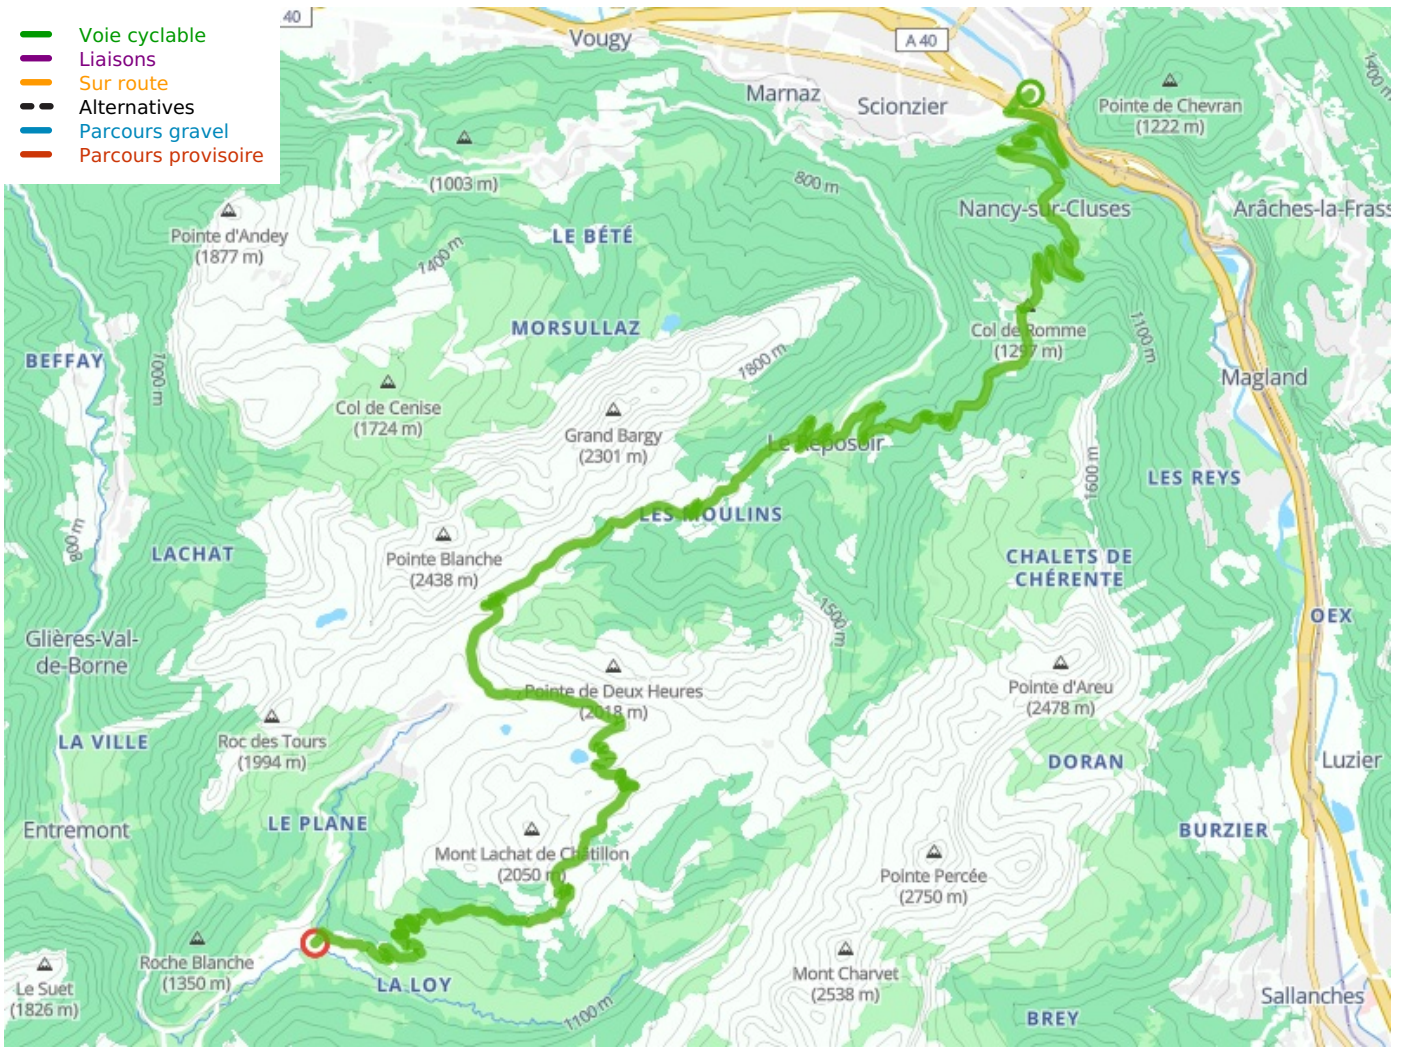 Voie cyclable
Liaisons
Sur route
Alternatives
Parcours gravel
Parcours provisoire
40
Vougy
A 40
Marnaz
Scionzier
Pointe de Chevran
(1222 m)
1400 m
(1003 m)
800 m
Nancy-sur-Cluses
Arâches-la-Frass
Pointe d'Andey
(1877 m)
LE BÉTÉ
1400 m
MORSULLAZ
Col de Romme
(1297 m)
1100 m
BEFFAY
1000 m
1800 m
Magland
Col de Cenise
(1724 m)
Grand Bargy
(2301 m)
Le Reposoir
1600 m
LES REYS
LES MOULINS
800 m
LACHAT
Pointe Blanche
(2438 m)
CHALETS DE
CHÉRENTE
1500 m
OEX
Glières-Val-
de-Borne
Pointe de Deux Heures
(2018 m)
Pointe d'Areu
(2478 m)
LA VILLE
Roc des Tours
(1994 m)
DORAN
Luzier
LE PLANE
Entremont
BURZIER
Mont Lachat de Châtillon
(2050 m)
Pointe Percée
(2750 m)
Roche Blanche
(1350 m)
LA LOY
Mont Charvet
(2538 m)
Le Suet
(1826 m)
1100 m
BREY
Sallanches